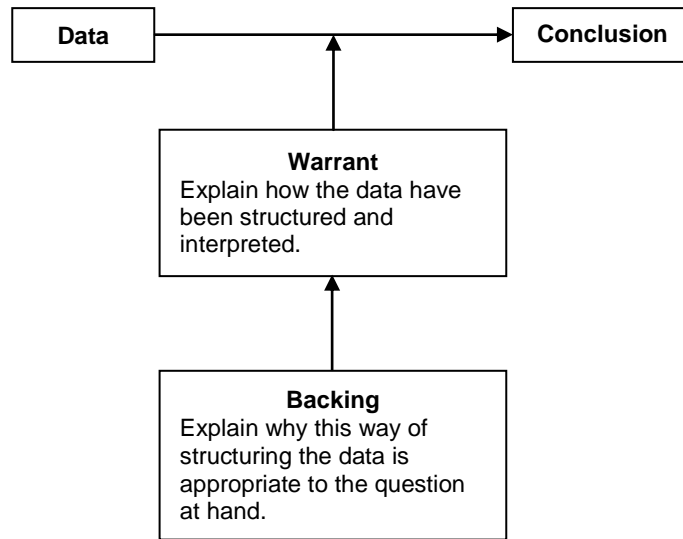 Data
Conclusion
Warrant
Explain how the data have
been structured and
interpreted.
Backing
Explain why this way of
structuring the data is
appropriate to the question
at hand.